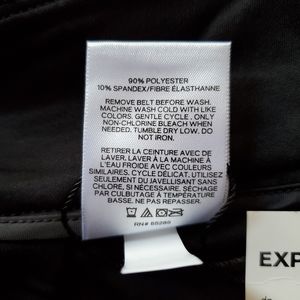 90% POLYESTER
10% SPANDEX/FIBRE ÉLASTHANNE
REMOVE BELT BEFORE WASH.
MACHINE WASH COLD WITH LIKE
COLORS. GENTLE CYCLE. ONLY
NON-CHLORINE BLEACH WHEN
NEEDED. TUMBLE DRY LOW. DO
NOT IRON.
RETIRER LA CEINTURE AVEC DE
LAVER. LAVER À LA MACHINE À
L'EAU FROIDE AVEC COULEURS
SIMILAIRES. CYCLE DÉLICAT. UTILISEZ
SEULEMENT DU JAVELLISANT SANS
CHLORE, SI NÉCESSAIRE. SÉCHAGE
PAR CULBUTAGE À TEMPÉRATURE
BASSE. NE PAS REPASSER.
RN# 55285
EXP